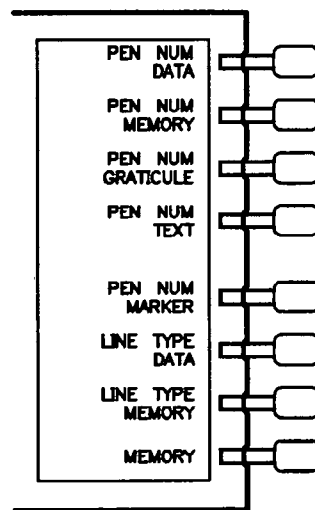 PEN NUM
DATA
PEN NUM
MEMORY
PEN NUM
GRATICULE
PEN NUM
TEXT
PEN NUM
MARKER
LINE TYPE
DATA
LINE TYPE
MEMORY
MEMORY